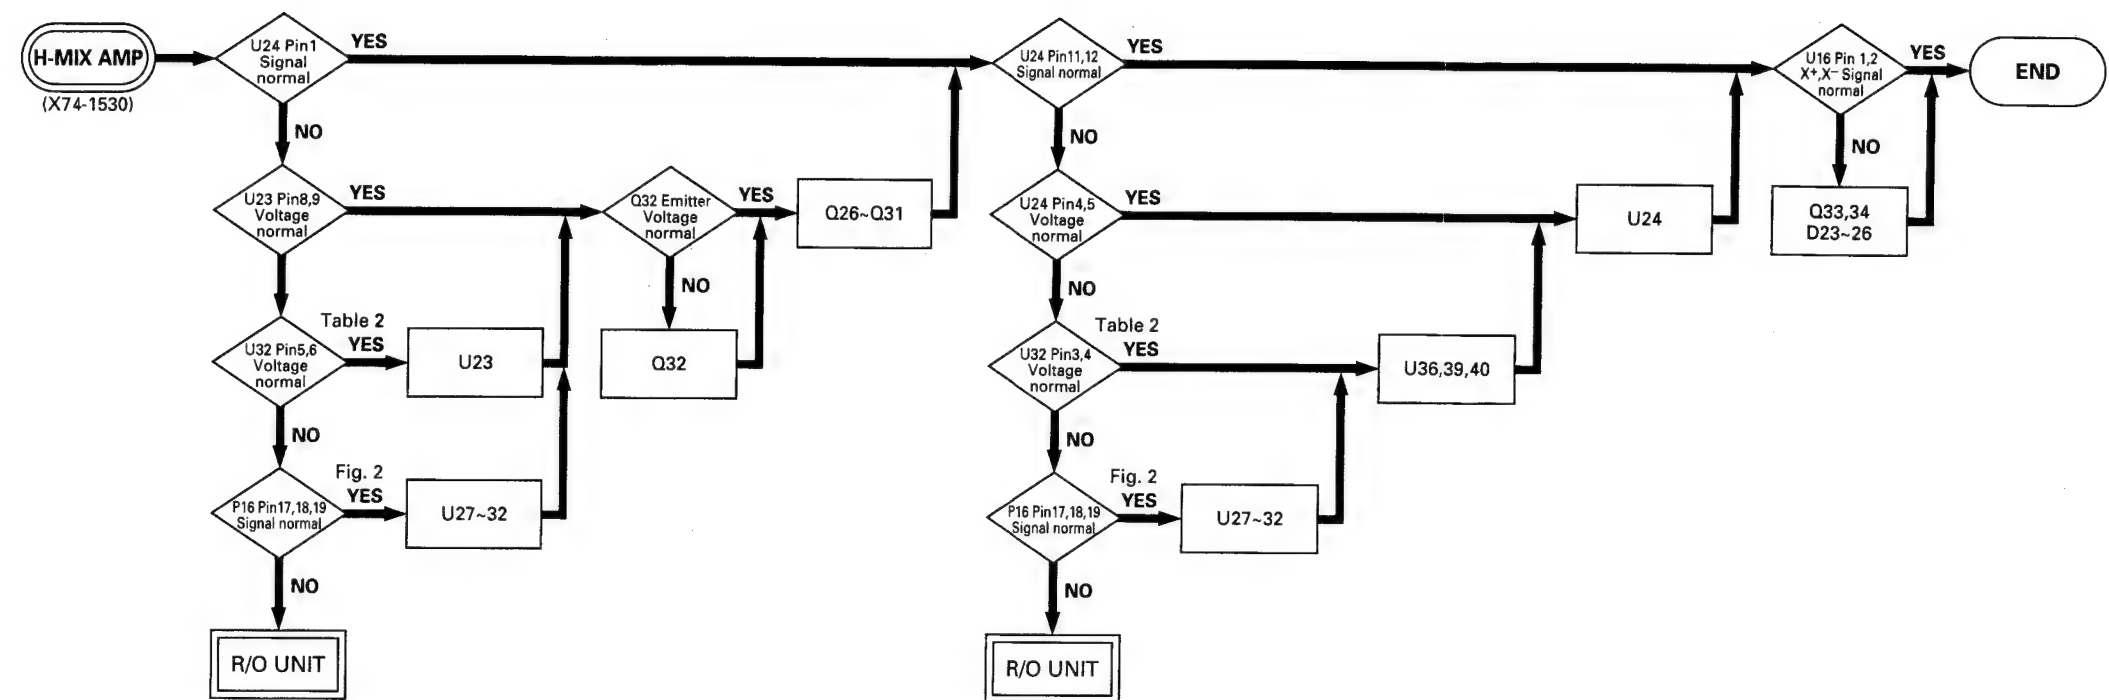 H-MIX AMP
(X74-1530)
U24 Pin1
Signal
normal
YES
NO
U23 Pin8,9
Voltage
normal
YES
Table 2
U32 Pin5,6
Voltage
normal
YES
U23
NO
Fig. 2
P16 Pin17,18,19
Signal normal
YES
U27~32
NO
R/O UNIT
Q32 Emitter
Voltage
normal
YES
NO
Q32
Q26~Q31
U24 Pin11,12
Signal normal
YES
NO
U24 Pin4,5
Voltage
normal
YES
NO
Table 2
U32 Pin3,4
Voltage
normal
YES
U36,39,40
NO
Fig. 2
P16 Pin17,18,19
Signal normal
YES
U27~32
NO
R/O UNIT
U24
U16 Pin 1,2
X+,X− Signal
normal
YES
NO
Q33,34
D23~26
END